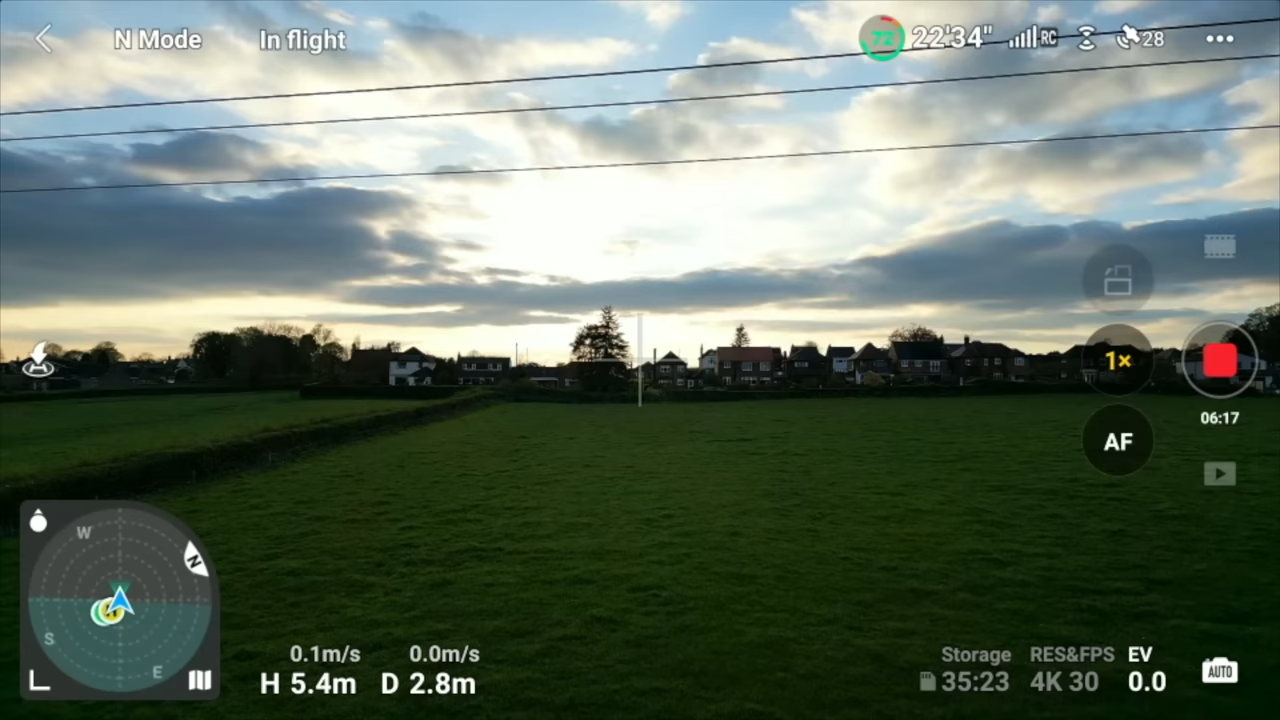 N Mode In flight 72 22'34" RC 28
1×
06:17
AF
W
N
S
E
0.1m/s 0.0m/s
H 5.4m D 2.8m
Storage RES&FPS EV
35:23 4K 30 0.0
AUTO